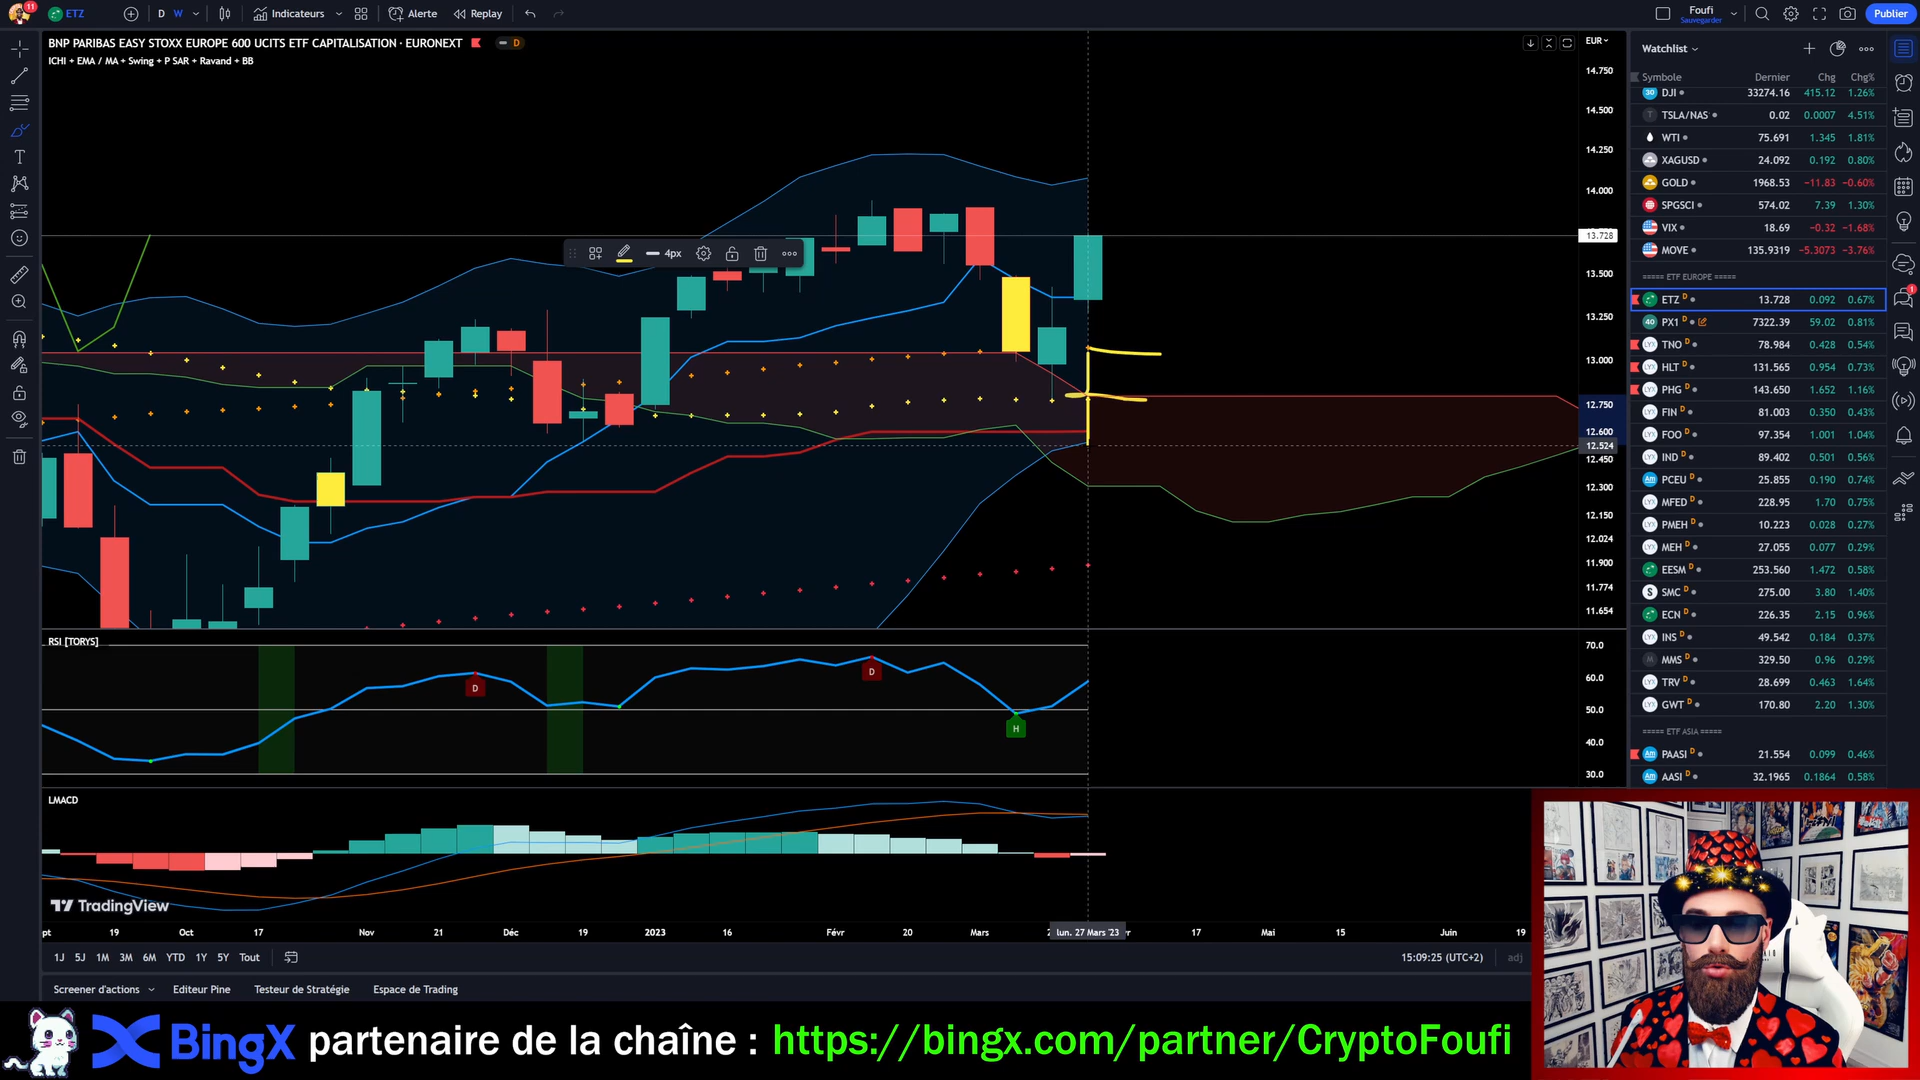 11
ETZ
D W
Indicateurs
Alerte
Replay
Foufi
Sauvegarder
Publier
BNP PARIBAS EASY STOXX EUROPE 600 UCITS ETF CAPITALISATION · EURONEXT
D
ICHI + EMA / MA + Swing + P SAR + Ravand + BB
4px
EUR
14.750
14.500
14.250
14.000
13.728
13.500
13.250
13.000
12.750
12.600
12.524
12.450
12.300
12.150
12.024
11.900
11.774
11.654
RSI [TORYS]
D
D
H
70.0
60.0
50.0
40.0
30.0
LMACD
TradingView
19 Oct 17 Nov 21 Déc 19 2023 16 Févr 20 Mars lun. 27 Mars '23 17 Mai 15 Juin 19
1J 5J 1M 3M 6M YTD 1Y 5Y Tout
15:09:25 (UTC+2)
adj
Screener d'actions
Editeur Pine
Testeur de Stratégie
Espace de Trading
Watchlist
Symbole Dernier Chg Chg%
30 DJI 33274.16 415.12 1.26%
T TSLA/NAS 0.02 0.0007 4.51%
WTI 75.691 1.345 1.81%
XAGUSD 24.092 0.192 0.80%
GOLD 1968.53 −11.83 −0.60%
SPGSCI 574.02 7.39 1.30%
VIX 18.69 −0.32 −1.68%
MOVE 135.9319 −5.3073 −3.76%
===== ETF EUROPE =====
ETZ D 13.728 0.092 0.67%
40 PX1 D 7322.39 59.02 0.81%
TNO D 78.984 0.428 0.54%
HLT D 131.565 0.954 0.73%
PHG D 143.650 1.652 1.16%
FIN D 81.003 0.350 0.43%
FOO D 97.354 1.001 1.04%
IND D 89.402 0.501 0.56%
Am PCEU D 25.855 0.190 0.74%
MFED D 228.95 1.70 0.75%
PMEH D 10.223 0.028 0.27%
MEH D 27.055 0.077 0.29%
EESM D 253.560 1.472 0.58%
S SMC D 275.00 3.80 1.40%
ECN D 226.35 2.15 0.96%
INS D 49.542 0.184 0.37%
M MMS D 329.50 0.96 0.29%
TRV D 28.699 0.463 1.64%
GWT D 170.80 2.20 1.30%
===== ETF ASIA =====
Am PAASI D 21.554 0.099 0.46%
Am AASI D 32.1965 0.1864 0.58%
1
BingX partenaire de la chaîne : https://bingx.com/partner/CryptoFoufi